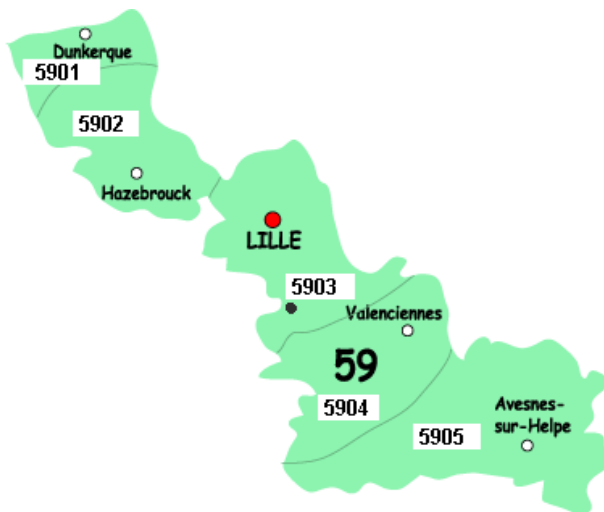 Dunkerque
5901
5902
Hazebrouck
LILLE
5903
Valenciennes
59
5904
Avesnes-
sur-Helpe
5905